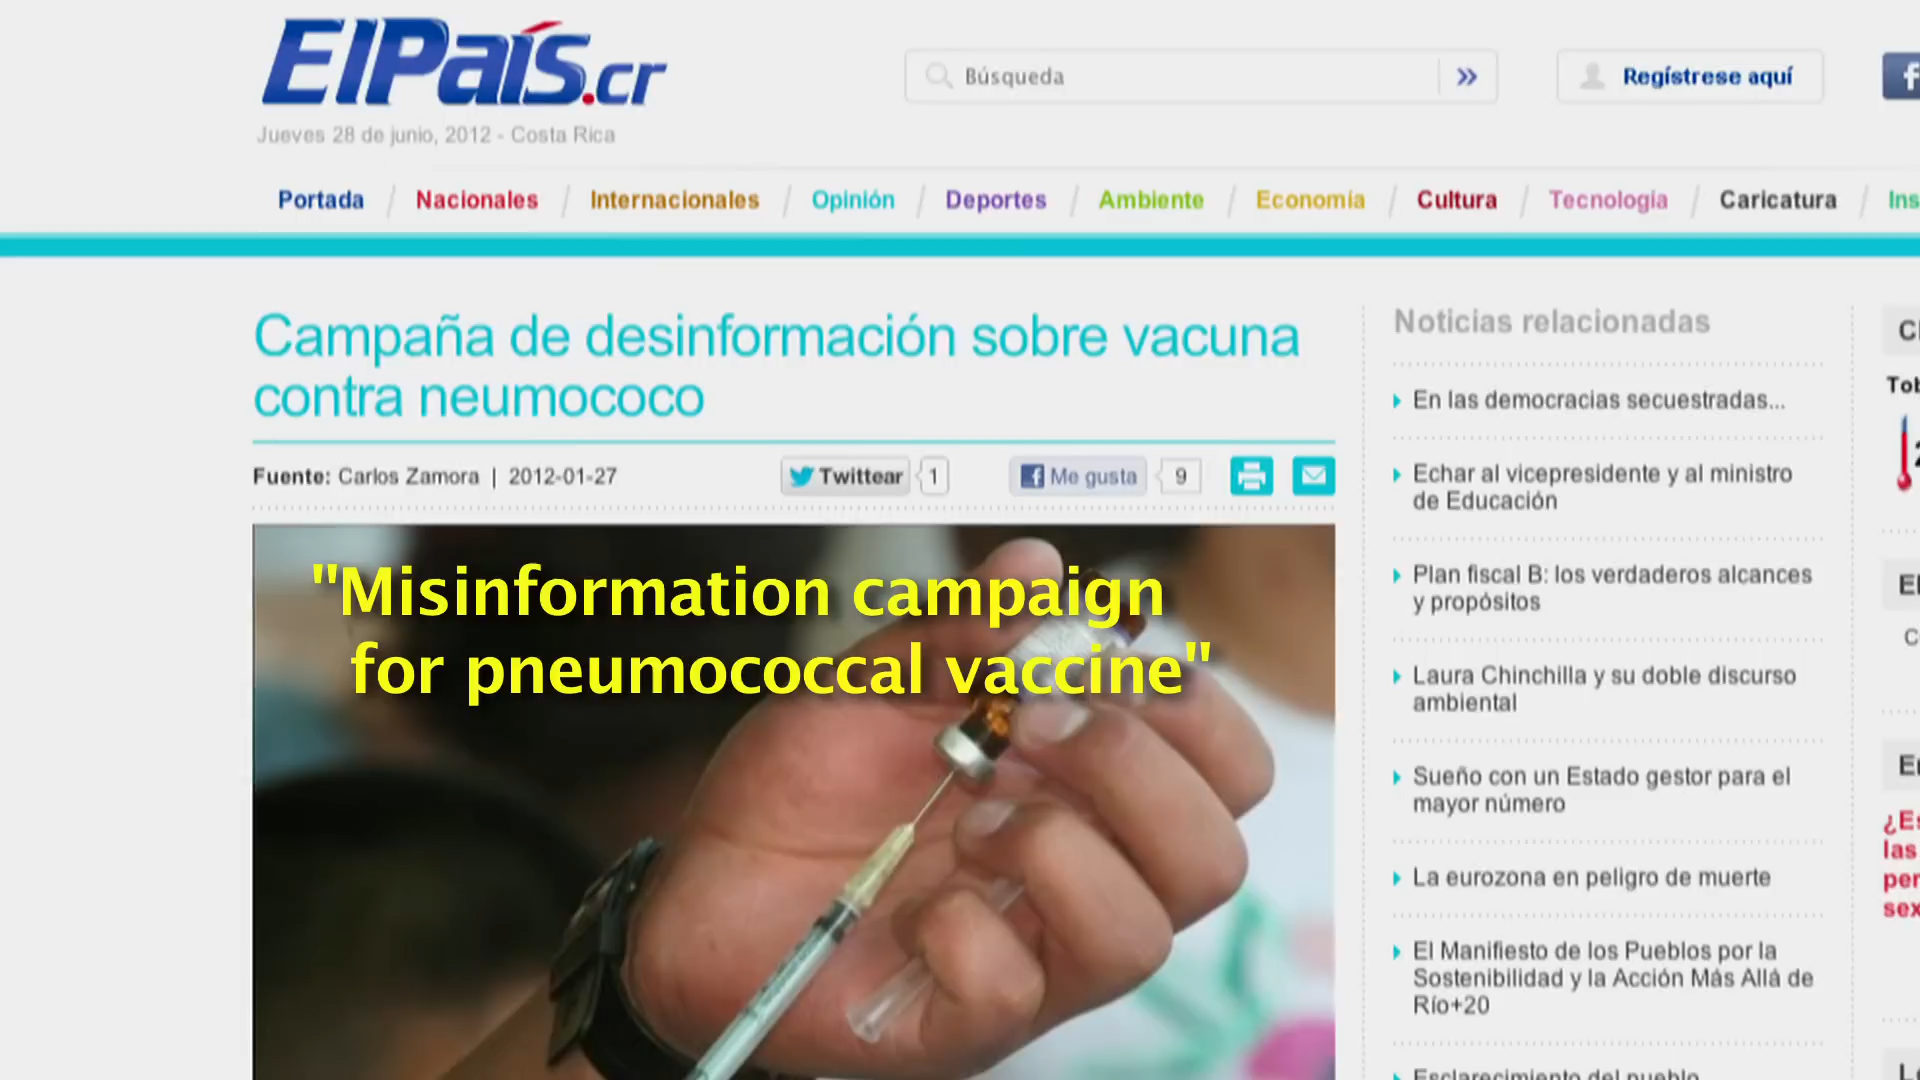 ElPaís.cr
Búsqueda
»
Regístrese aquí
Jueves 28 de junio, 2012 - Costa Rica
Portada / Nacionales / Internacionales / Opinión / Deportes / Ambiente / Economía / Cultura / Tecnología / Caricatura /
Campaña de desinformación sobre vacuna
contra neumococo
Fuente: Carlos Zamora | 2012-01-27
Twittear 1
Me gusta 9
"Misinformation campaign
for pneumococcal vaccine"
Noticias relacionadas
En las democracias secuestradas...
Echar al vicepresidente y al ministro
de Educación
Plan fiscal B: los verdaderos alcances
y propósitos
Laura Chinchilla y su doble discurso
ambiental
Sueño con un Estado gestor para el
mayor número
La eurozona en peligro de muerte
El Manifiesto de los Pueblos por la
Sostenibilidad y la Acción Más Allá de
Río+20
Esclarecimiento del pueblo
las